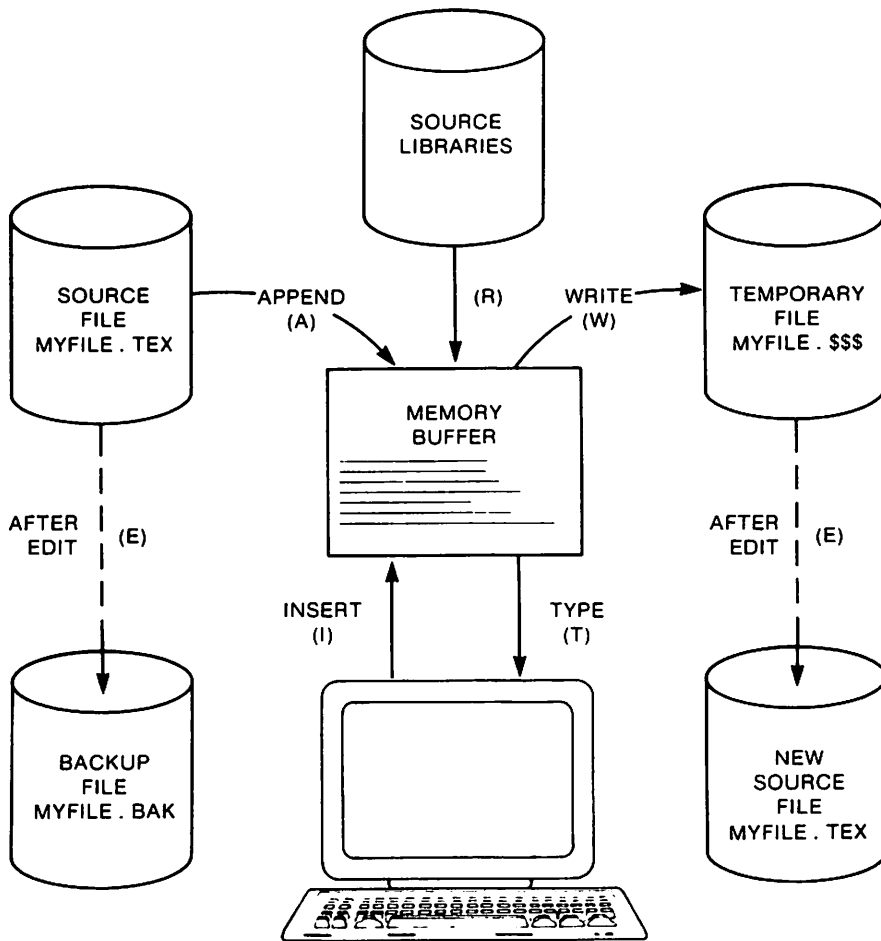 SOURCE
LIBRARIES
SOURCE
FILE
MYFILE . TEX
APPEND
(A)
(R)
WRITE
(W)
TEMPORARY
FILE
MYFILE . $$$
MEMORY
BUFFER
AFTER
EDIT
(E)
AFTER
EDIT
(E)
INSERT
(I)
TYPE
(T)
BACKUP
FILE
MYFILE . BAK
NEW
SOURCE
FILE
MYFILE . TEX